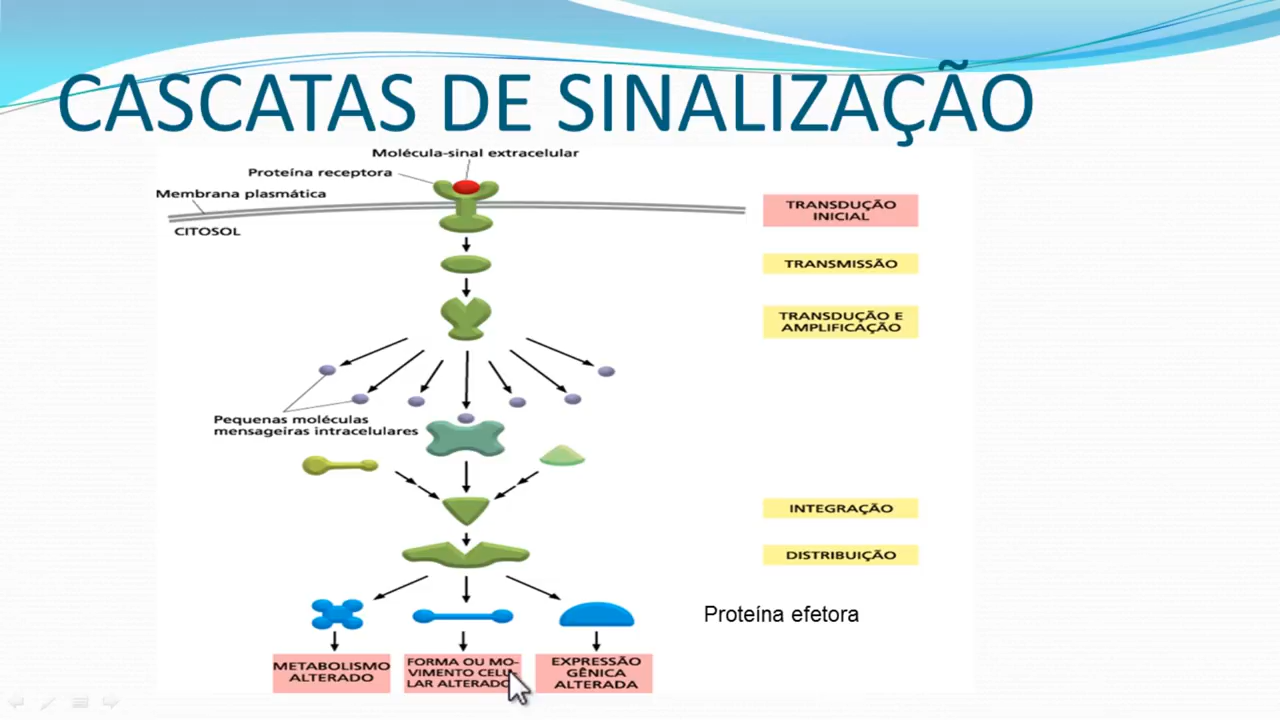 CASCATAS DE SINALIZAÇÃO
Molécula-sinal extracelular
Proteína receptora
Membrana plasmática
CITOSOL
TRANSDUÇÃO
INICIAL
TRANSMISSÃO
TRANSDUÇÃO E
AMPLIFICAÇÃO
Pequenas moléculas
mensageiras intracelulares
INTEGRAÇÃO
DISTRIBUIÇÃO
Proteína efetora
METABOLISMO
ALTERADO
FORMA OU MO-
VIMENTO CELU-
LAR ALTERADO
EXPRESSÃO
GÊNICA
ALTERADA